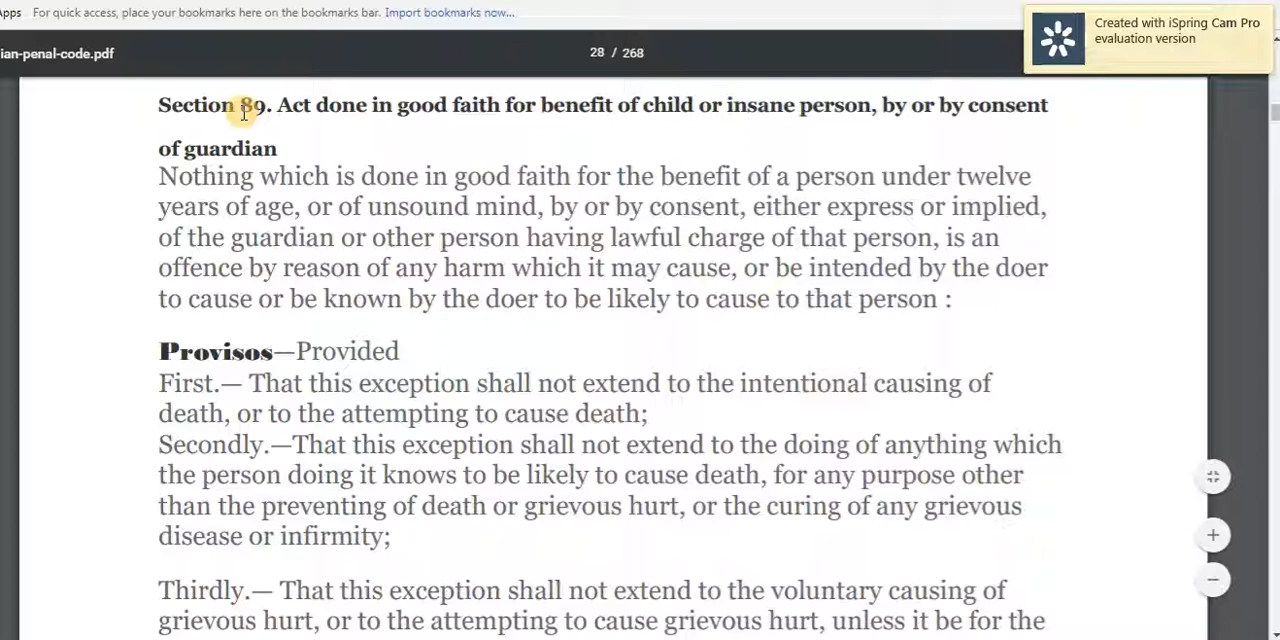 Apps For quick access, place your bookmarks here on the bookmarks bar. Import bookmarks now...
Created with iSpring Cam Pro
evaluation version
ian-penal-code.pdf
28 / 268
Section 89. Act done in good faith for benefit of child or insane person, by or by consent
of guardian
Nothing which is done in good faith for the benefit of a person under twelve
years of age, or of unsound mind, by or by consent, either express or implied,
of the guardian or other person having lawful charge of that person, is an
offence by reason of any harm which it may cause, or be intended by the doer
to cause or be known by the doer to be likely to cause to that person :
Provisos—Provided
First.— That this exception shall not extend to the intentional causing of
death, or to the attempting to cause death;
Secondly.—That this exception shall not extend to the doing of anything which
the person doing it knows to be likely to cause death, for any purpose other
than the preventing of death or grievous hurt, or the curing of any grievous
disease or infirmity;
Thirdly.— That this exception shall not extend to the voluntary causing of
grievous hurt, or to the attempting to cause grievous hurt, unless it be for the